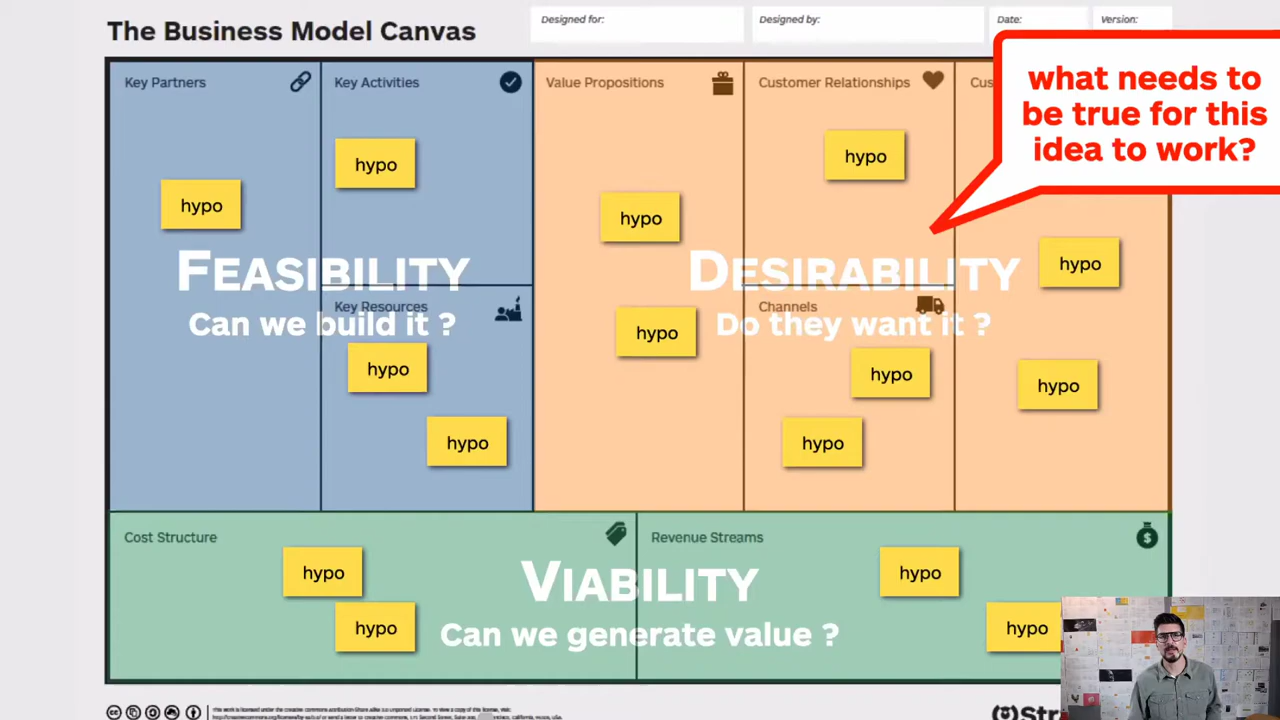 The Business Model Canvas
Designed for:
Designed by:
Date:
Version:
what needs to
be true for this
idea to work?
Key Partners
Key Activities
Value Propositions
Customer Relationships
Cus
hypo
hypo
hypo
hypo
hypo
hypo
FEASIBILITY
Can we build it ?
DESIRABILITY
Do they want it ?
Key Resources
Channels
hypo
hypo
hypo
hypo
hypo
hypo
Cost Structure
Revenue Streams
hypo
hypo
hypo
hypo
VIABILITY
Can we generate value ?
Stra